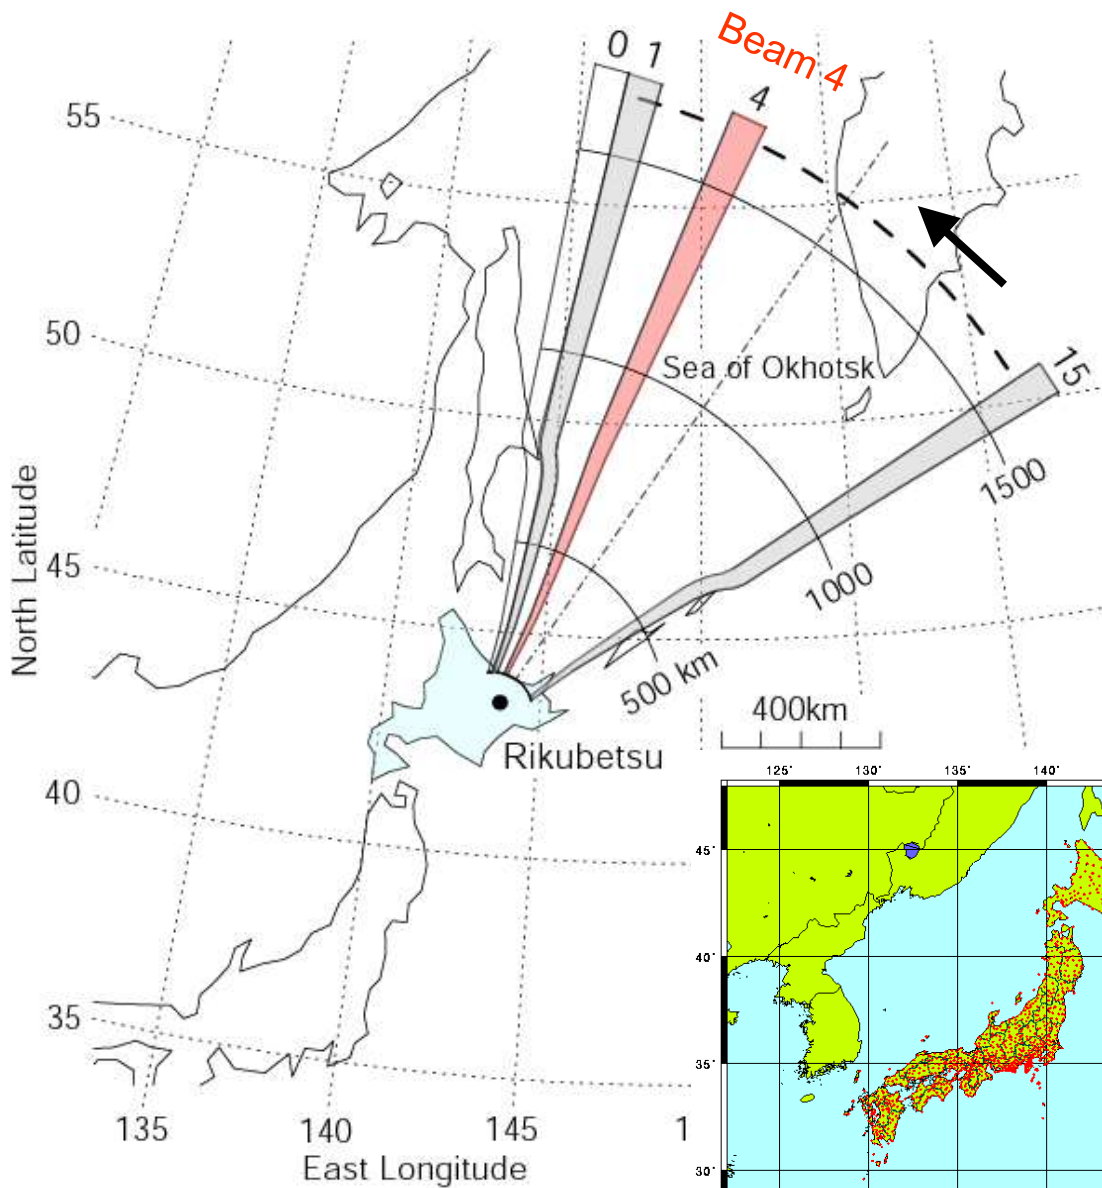 0 1
Beam 4
4
55
50
Sea of Okhotsk
15
1500
North Latitude
45
1000
500 km
400km
Rikubetsu
40
125° 130° 135° 140°
45°
40°
35
35°
135 140 145 1
East Longitude
30°